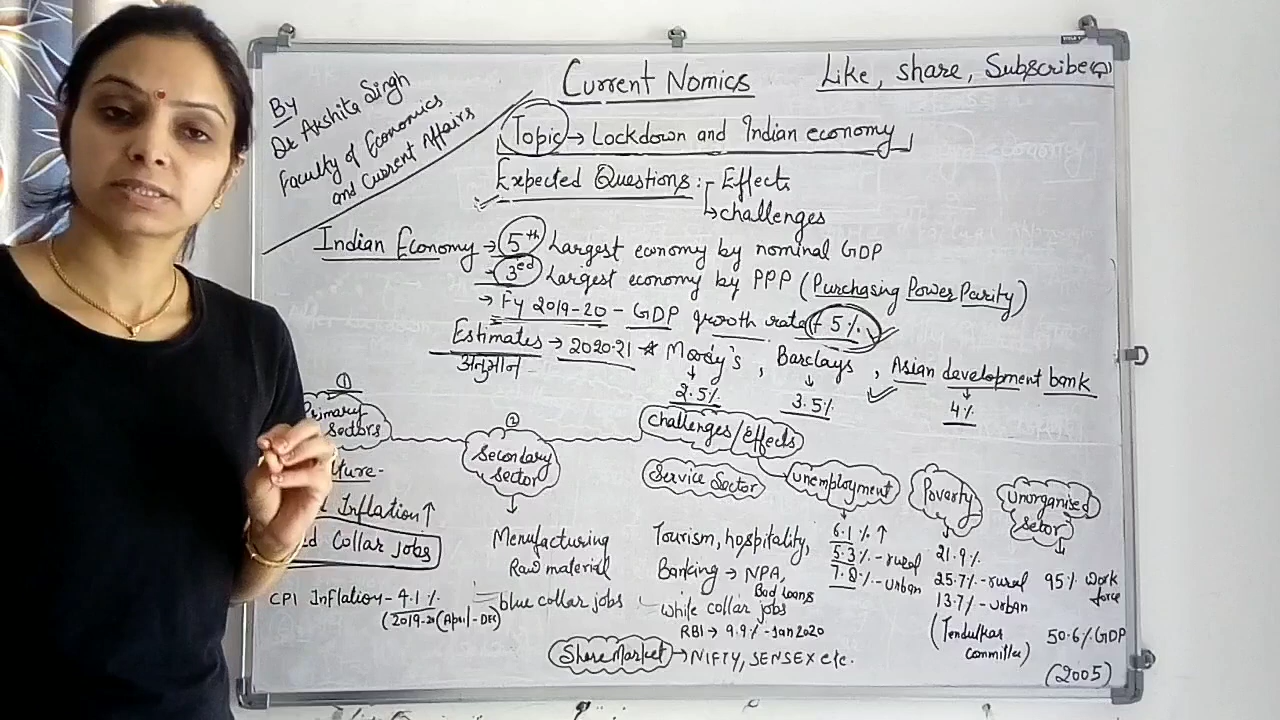 By
Dr Akshita Singh
Faculty of Economics
and Current Affairs
Current Nomics
Like, share, Subscribe
Topic → Lockdown and Indian economy
Expected Questions :- Effects
↳ challenges
Indian Economy → 5th Largest economy by nominal GDP
→ 3ed Largest economy by PPP (Purchasing Power Parity)
→ Fy 2019-20 - GDP growth rate - 5%
Estimates → 2020-21 * Moody's, Barclays, Asian development bank
अनुमान
2.5% 3.5% 4%
① Primary Sectors
② Secondary Sector
Challenges/Effects
Service Sector
Unemployment
Poverty
Unorganised Setor
ture-
Inflation ↑
Collar jobs
CPI Inflation - 4.1%
(2019-20 (April-Dec)
Menufacturing
Raw material
blue collar jobs
Tourism, hospitality,
Banking → NPA,
Bad loans
while collar jobs
RBI → 9.9% - Jan 2020
6.1% ↑
5.3% - rural
7.8% - urban
21.9%
25.7% - rural
13.7% - urban
(Tendulkar
committee)
95% work
force
50.6% GDP
(2005)
Share Market → NIFTY, SENSEX etc.